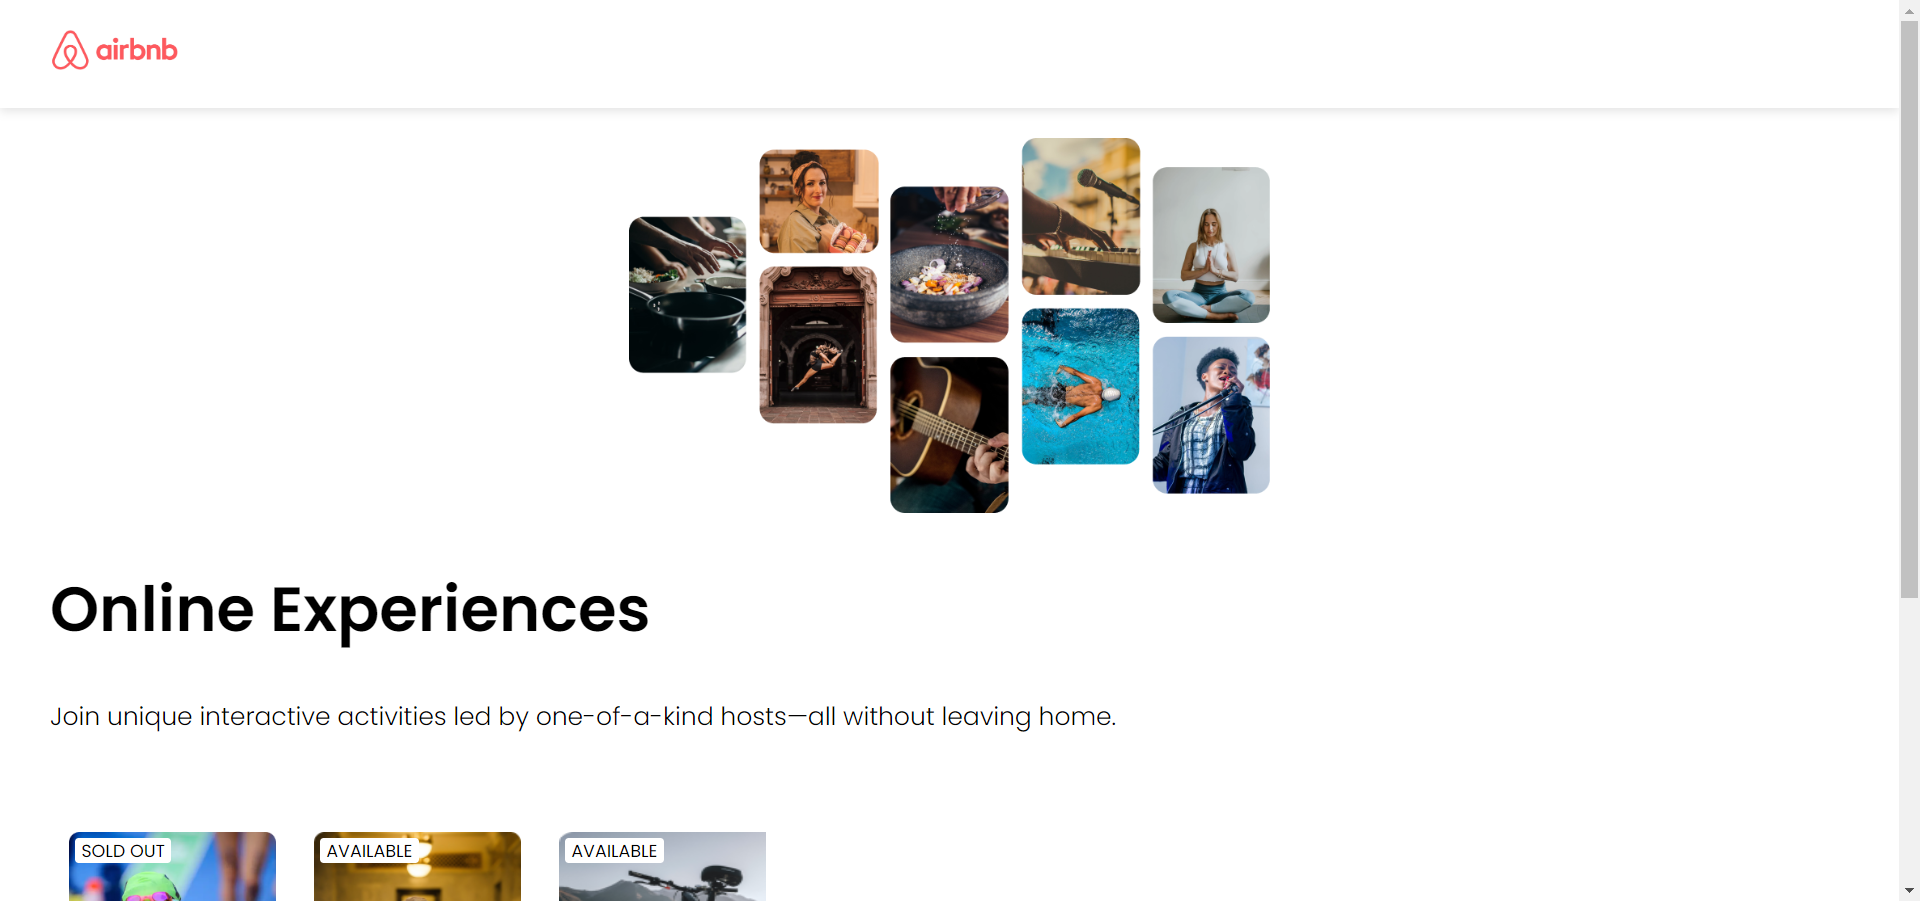 airbnb
Online Experiences
Join unique interactive activities led by one-of-a-kind hosts—all without leaving home.
SOLD OUT
AVAILABLE
AVAILABLE